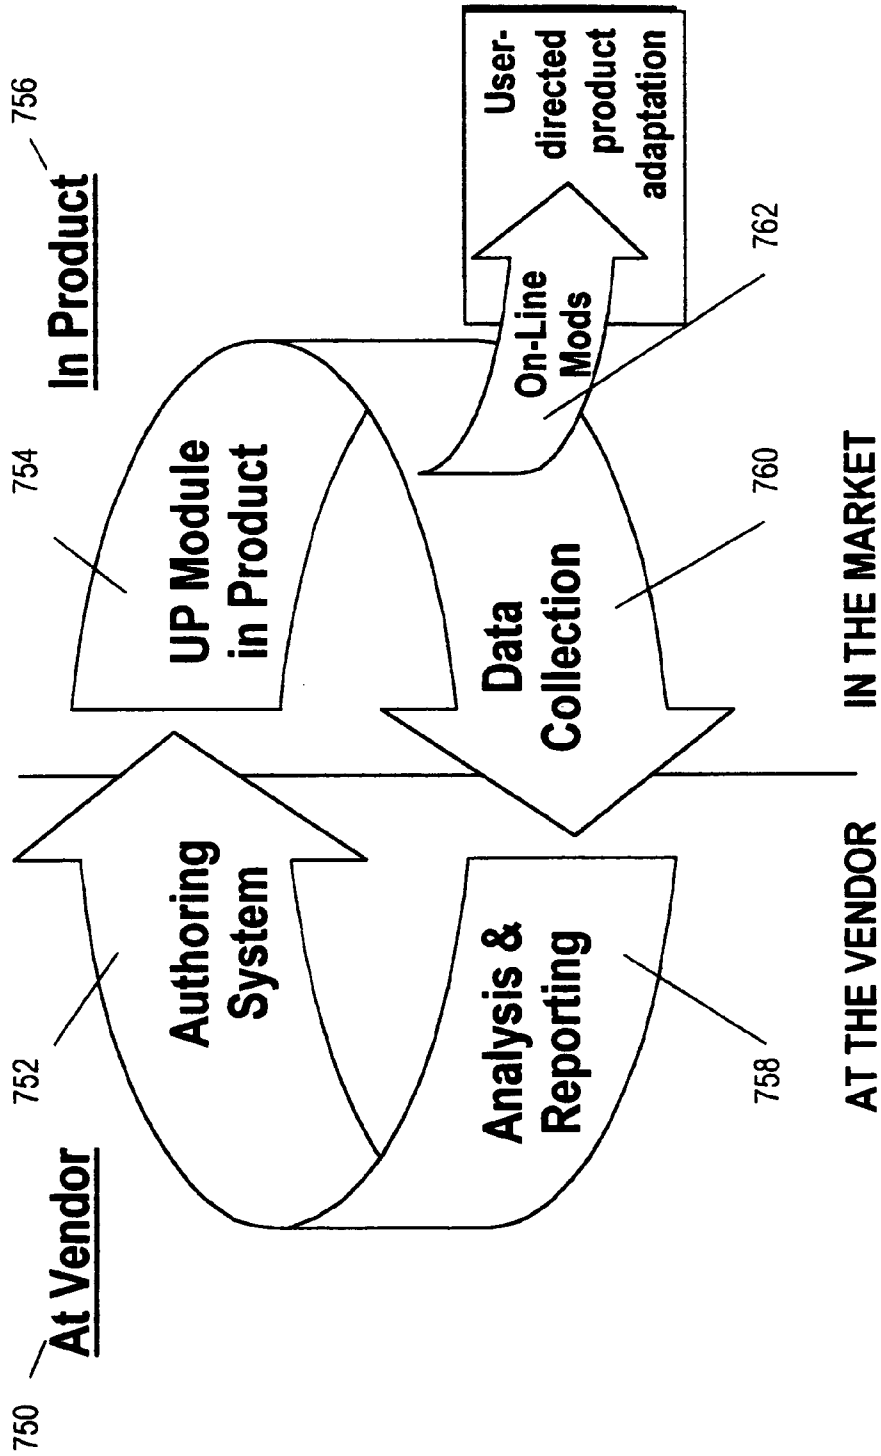 750
At Vendor
752
754
In Product
756
Authoring
System
UP Module
in Product
Analysis &
Reporting
Data
Collection
On-Line
Mods
User-
directed
product
adaptation
758
760
762
AT THE VENDOR
IN THE MARKET